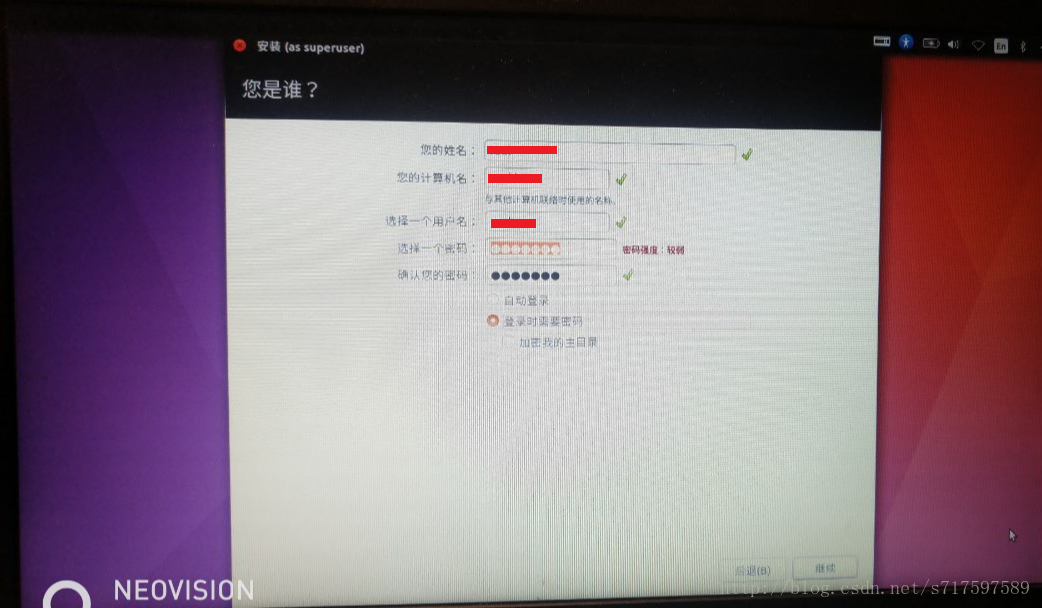 安装 (as superuser)
En
您是谁？
您的姓名：
您的计算机名：
与其他计算机联络时使用的名称。
选择一个用户名：
选择一个密码： 密码强度：较弱
确认您的密码：
自动登录
登录时需要密码
加密我的主目录
后退(B) 继续
NEOVISION
http://blog.csdn.net/s717597589